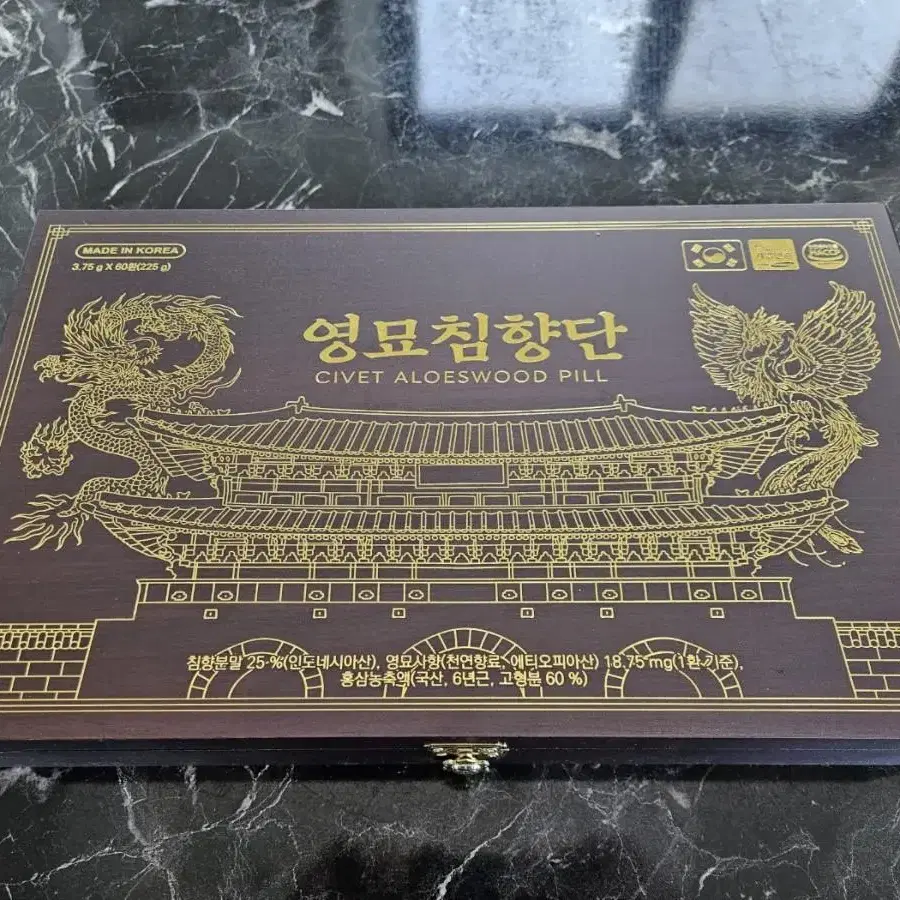 MADE IN KOREA
3.75 g X 60환(225 g)
HACCP
영묘침향단
CIVET ALOESWOOD PILL
침향분말 25 %(인도네시아산), 영묘사향(천연향료, 에티오피아산) 18.75 mg(1환 기준),
홍삼농축액(국산, 6년근, 고형분 60 %)